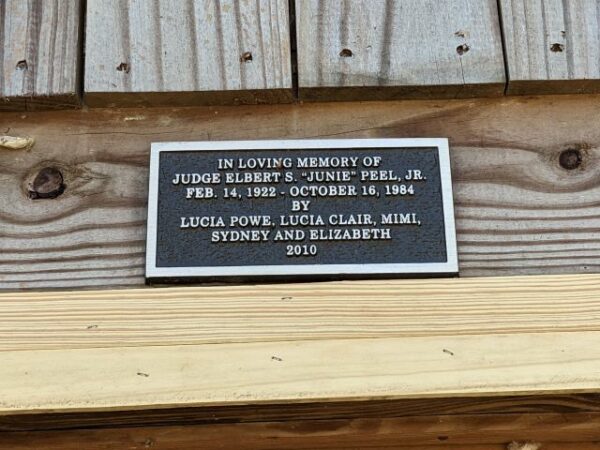 IN LOVING MEMORY OF
JUDGE ELBERT S. "JUNIE" PEEL, JR.
FEB. 14, 1922 - OCTOBER 16, 1984
BY
LUCIA POWE, LUCIA CLAIR, MIMI,
SYDNEY AND ELIZABETH
2010